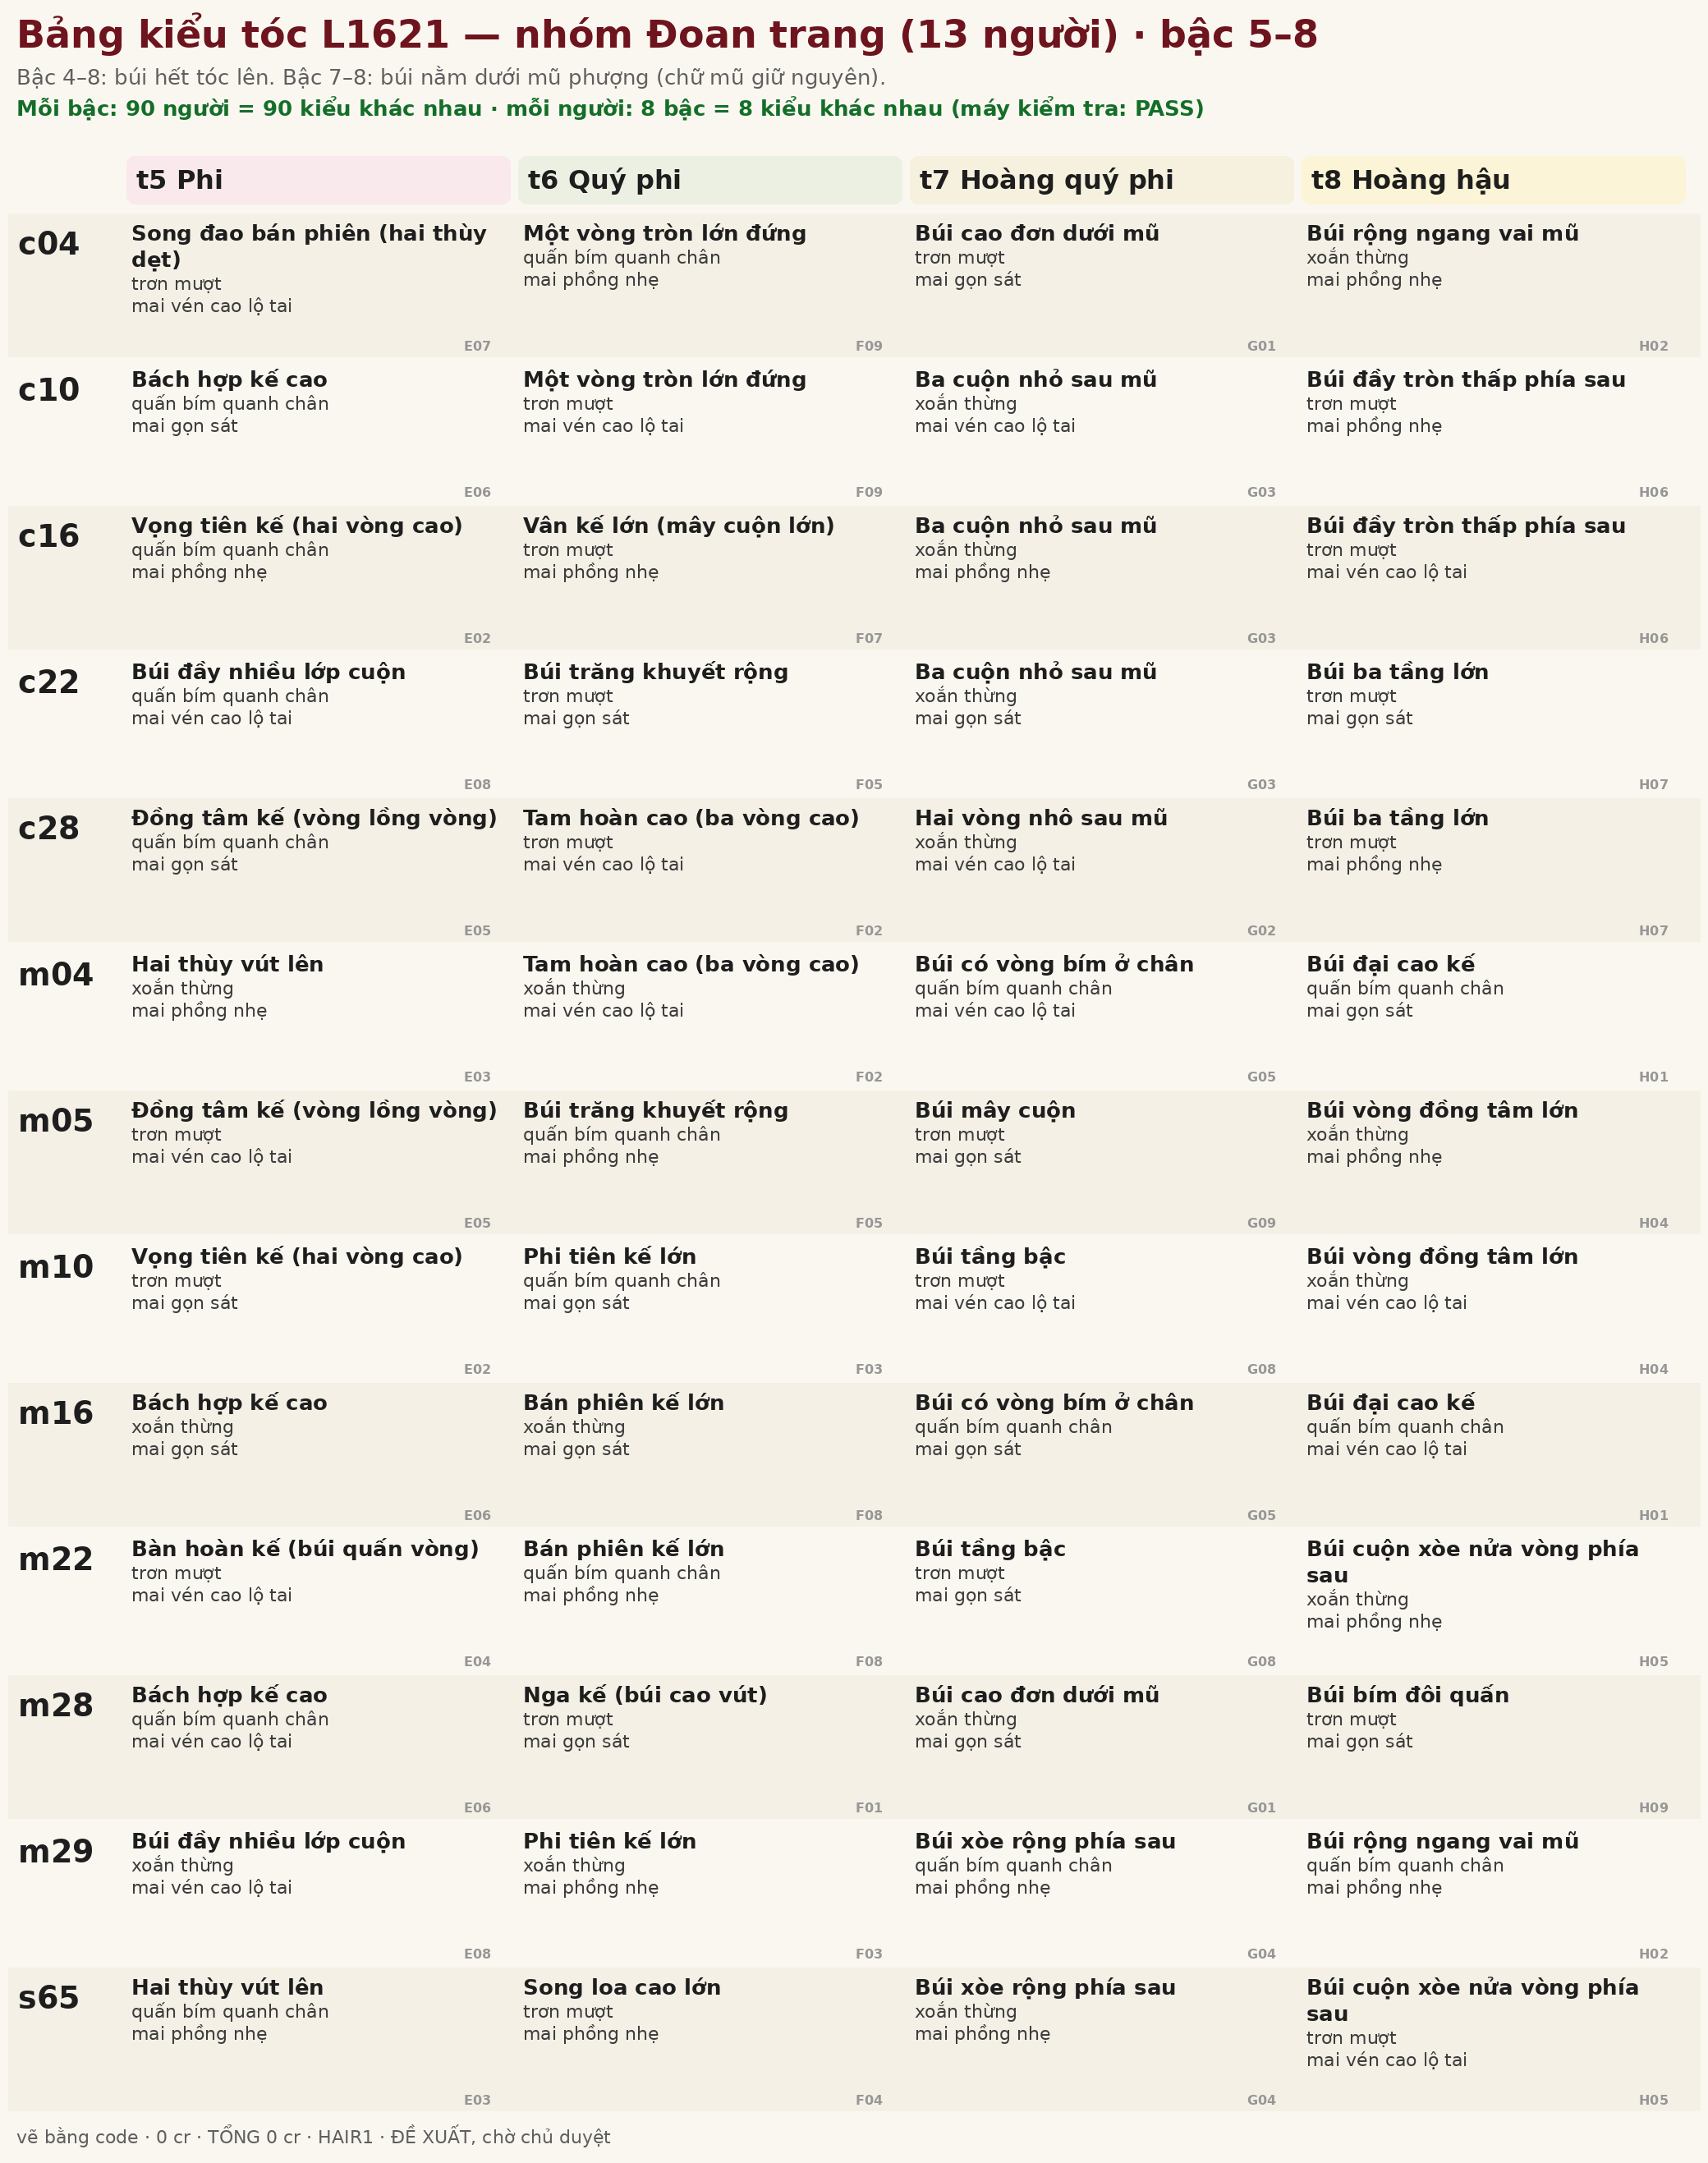 Bảng kiểu tóc L1621 — nhóm Đoan trang (13 người) · bậc 5–8
Bậc 4–8: búi hết tóc lên. Bậc 7–8: búi nằm dưới mũ phượng (chữ mũ giữ nguyên).
Mỗi bậc: 90 người = 90 kiểu khác nhau · mỗi người: 8 bậc = 8 kiểu khác nhau (máy kiểm tra: PASS)
t5 Phi
t6 Quý phi
t7 Hoàng quý phi
t8 Hoàng hậu
c04
Song đao bán phiên (hai thùy
dẹt)
trơn mượt
mai vén cao lộ tai
E07
Một vòng tròn lớn đứng
quấn bím quanh chân
mai phồng nhẹ
F09
Búi cao đơn dưới mũ
trơn mượt
mai gọn sát
G01
Búi rộng ngang vai mũ
xoắn thừng
mai phồng nhẹ
H02
c10
Bách hợp kế cao
quấn bím quanh chân
mai gọn sát
E06
Một vòng tròn lớn đứng
trơn mượt
mai vén cao lộ tai
F09
Ba cuộn nhỏ sau mũ
xoắn thừng
mai vén cao lộ tai
G03
Búi đầy tròn thấp phía sau
trơn mượt
mai phồng nhẹ
H06
c16
Vọng tiên kế (hai vòng cao)
quấn bím quanh chân
mai phồng nhẹ
E02
Vân kế lớn (mây cuộn lớn)
trơn mượt
mai phồng nhẹ
F07
Ba cuộn nhỏ sau mũ
xoắn thừng
mai phồng nhẹ
G03
Búi đầy tròn thấp phía sau
trơn mượt
mai vén cao lộ tai
H06
c22
Búi đầy nhiều lớp cuộn
quấn bím quanh chân
mai vén cao lộ tai
E08
Búi trăng khuyết rộng
trơn mượt
mai gọn sát
F05
Ba cuộn nhỏ sau mũ
xoắn thừng
mai gọn sát
G03
Búi ba tầng lớn
trơn mượt
mai gọn sát
H07
c28
Đồng tâm kế (vòng lồng vòng)
quấn bím quanh chân
mai gọn sát
E05
Tam hoàn cao (ba vòng cao)
trơn mượt
mai vén cao lộ tai
F02
Hai vòng nhô sau mũ
xoắn thừng
mai vén cao lộ tai
G02
Búi ba tầng lớn
trơn mượt
mai phồng nhẹ
H07
m04
Hai thùy vút lên
xoắn thừng
mai phồng nhẹ
E03
Tam hoàn cao (ba vòng cao)
xoắn thừng
mai vén cao lộ tai
F02
Búi có vòng bím ở chân
quấn bím quanh chân
mai vén cao lộ tai
G05
Búi đại cao kế
quấn bím quanh chân
mai gọn sát
H01
m05
Đồng tâm kế (vòng lồng vòng)
trơn mượt
mai vén cao lộ tai
E05
Búi trăng khuyết rộng
quấn bím quanh chân
mai phồng nhẹ
F05
Búi mây cuộn
trơn mượt
mai gọn sát
G09
Búi vòng đồng tâm lớn
xoắn thừng
mai phồng nhẹ
H04
m10
Vọng tiên kế (hai vòng cao)
trơn mượt
mai gọn sát
E02
Phi tiên kế lớn
quấn bím quanh chân
mai gọn sát
F03
Búi tầng bậc
trơn mượt
mai vén cao lộ tai
G08
Búi vòng đồng tâm lớn
xoắn thừng
mai vén cao lộ tai
H04
m16
Bách hợp kế cao
xoắn thừng
mai gọn sát
E06
Bán phiên kế lớn
xoắn thừng
mai gọn sát
F08
Búi có vòng bím ở chân
quấn bím quanh chân
mai gọn sát
G05
Búi đại cao kế
quấn bím quanh chân
mai vén cao lộ tai
H01
m22
Bàn hoàn kế (búi quấn vòng)
trơn mượt
mai vén cao lộ tai
E04
Bán phiên kế lớn
quấn bím quanh chân
mai phồng nhẹ
F08
Búi tầng bậc
trơn mượt
mai gọn sát
G08
Búi cuộn xòe nửa vòng phía
sau
xoắn thừng
mai phồng nhẹ
H05
m28
Bách hợp kế cao
quấn bím quanh chân
mai vén cao lộ tai
E06
Nga kế (búi cao vút)
trơn mượt
mai gọn sát
F01
Búi cao đơn dưới mũ
xoắn thừng
mai gọn sát
G01
Búi bím đôi quấn
trơn mượt
mai gọn sát
H09
m29
Búi đầy nhiều lớp cuộn
xoắn thừng
mai vén cao lộ tai
E08
Phi tiên kế lớn
xoắn thừng
mai phồng nhẹ
F03
Búi xòe rộng phía sau
quấn bím quanh chân
mai phồng nhẹ
G04
Búi rộng ngang vai mũ
quấn bím quanh chân
mai phồng nhẹ
H02
s65
Hai thùy vút lên
quấn bím quanh chân
mai phồng nhẹ
E03
Song loa cao lớn
trơn mượt
mai phồng nhẹ
F04
Búi xòe rộng phía sau
xoắn thừng
mai phồng nhẹ
G04
Búi cuộn xòe nửa vòng phía
sau
trơn mượt
mai vén cao lộ tai
H05
vẽ bằng code · 0 cr · TỔNG 0 cr · HAIR1 · ĐỀ XUẤT, chờ chủ duyệt